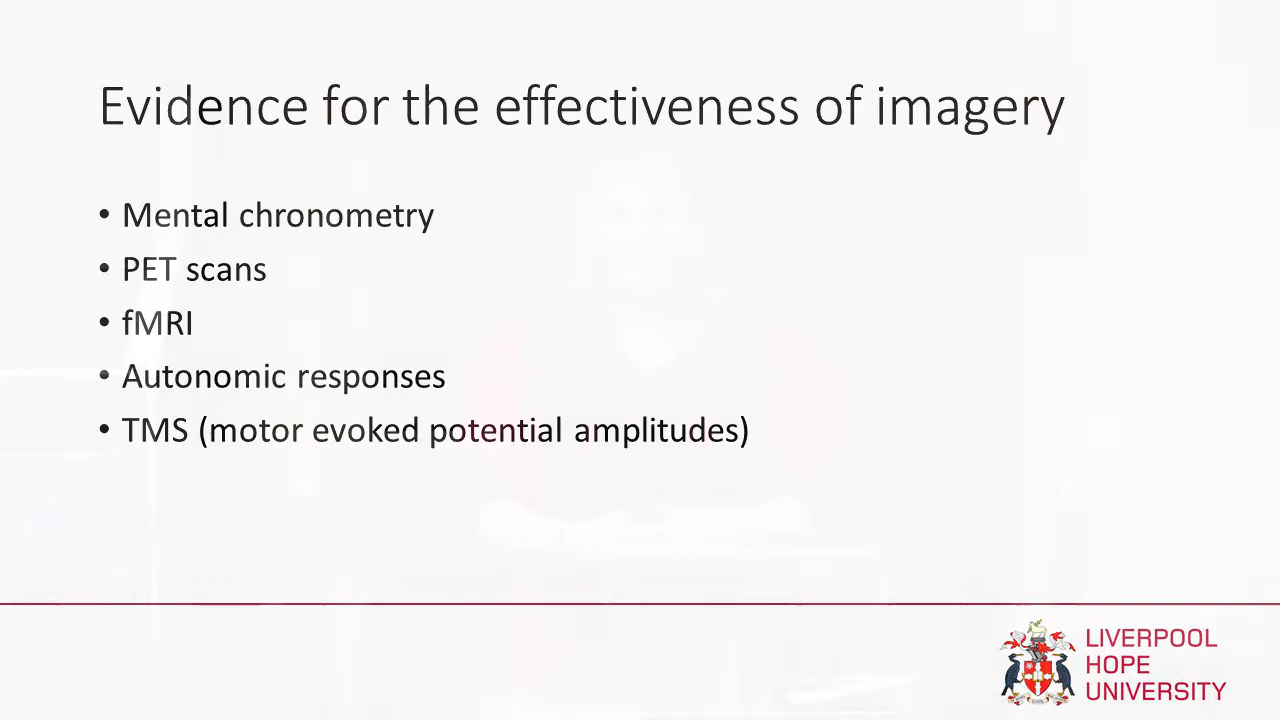 Evidence for the effectiveness of imagery
• Mental chronometry
• PET scans
• fMRI
• Autonomic responses
• TMS (motor evoked potential amplitudes)
LIVERPOOL
HOPE
UNIVERSITY